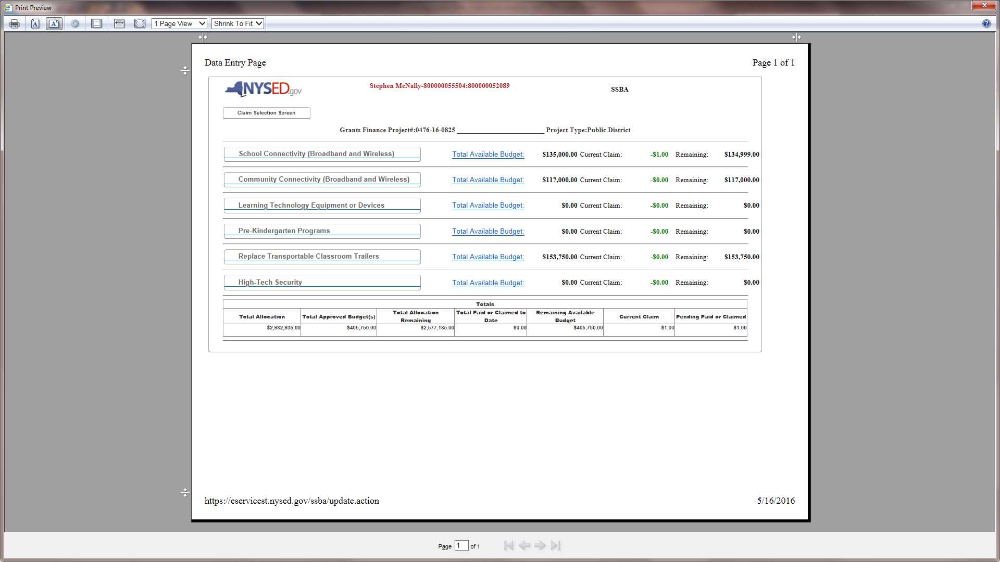 Print Preview
1 Page View
Shrink To Fit
Data Entry Page
Page 1 of 1
NYSED.gov
Stephen McNally-800000055504:800000052089
SSBA
Claim Selection Screen
Grants Finance Project#:0476-16-0825 ________________________ Project Type:Public District
School Connectivity (Broadband and Wireless) Total Available Budget: $135,000.00 Current Claim: -$1.00 Remaining: $134,999.00
Community Connectivity (Broadband and Wireless) Total Available Budget: $117,000.00 Current Claim: -$0.00 Remaining: $117,000.00
Learning Technology Equipment or Devices Total Available Budget: $0.00 Current Claim: -$0.00 Remaining: $0.00
Pre-Kindergarten Programs Total Available Budget: $0.00 Current Claim: -$0.00 Remaining: $0.00
Replace Transportable Classroom Trailers Total Available Budget: $153,750.00 Current Claim: -$0.00 Remaining: $153,750.00
High-Tech Security Total Available Budget: $0.00 Current Claim: -$0.00 Remaining: $0.00
Totals
Total Allocation
Total Approved Budget(s)
Total Allocation
Remaining
Total Paid or Claimed to
Date
Remaining Available
Budget
Current Claim
Pending Paid or Claimed
$2,982,935.00 $405,750.00 $2,577,185.00 $0.00 $405,750.00 $1.00 $1.00
https://eservicest.nysed.gov/ssba/update.action
5/16/2016
Page 1 of 1